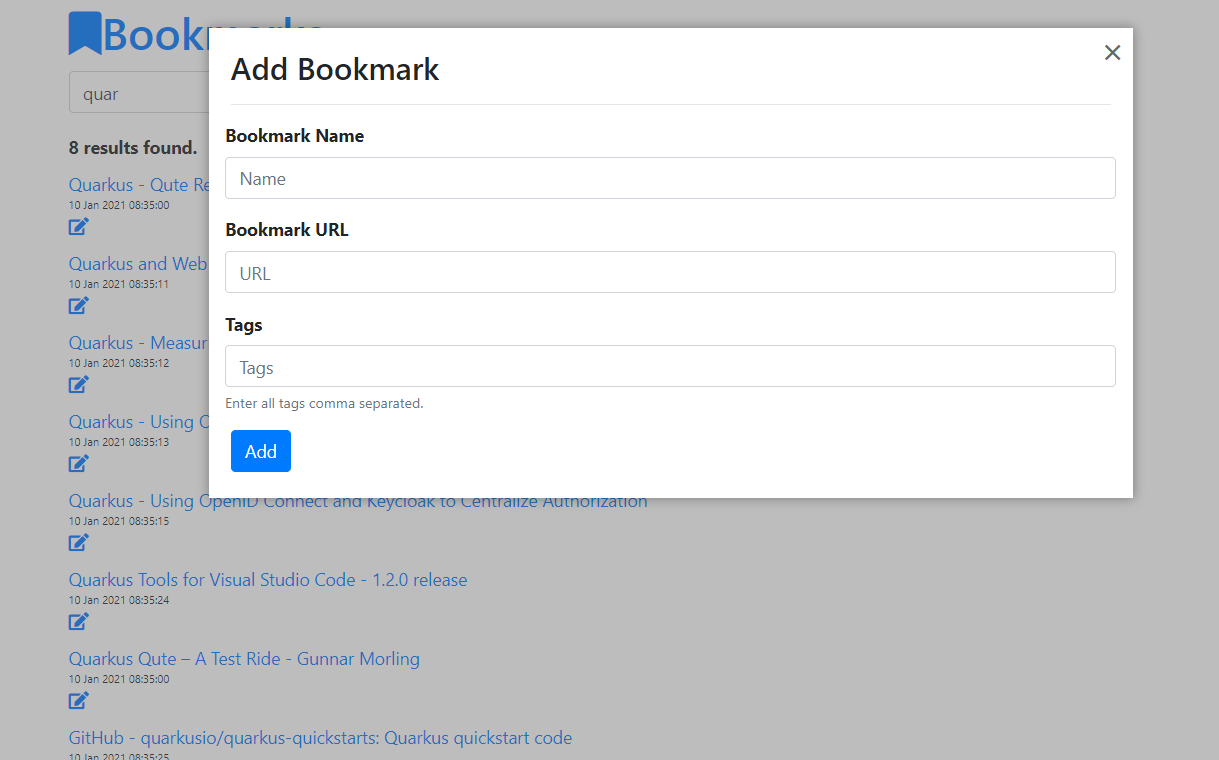 Bookmarks
quar
8 results found.
Quarkus - Qute Re
10 Jan 2021 08:35:00
Quarkus and Web
10 Jan 2021 08:35:11
Quarkus - Measur
10 Jan 2021 08:35:12
Quarkus - Using
10 Jan 2021 08:35:13
Quarkus - Using OpenID Connect and Keycloak to Centralize Authorization
10 Jan 2021 08:35:15
Quarkus Tools for Visual Studio Code - 1.2.0 release
10 Jan 2021 08:35:24
Quarkus Qute – A Test Ride - Gunnar Morling
10 Jan 2021 08:35:00
GitHub - quarkusio/quarkus-quickstarts: Quarkus quickstart code
10 Jan 2021 08:35:25
Add Bookmark
×
Bookmark Name
Name
Bookmark URL
URL
Tags
Tags
Enter all tags comma separated.
Add